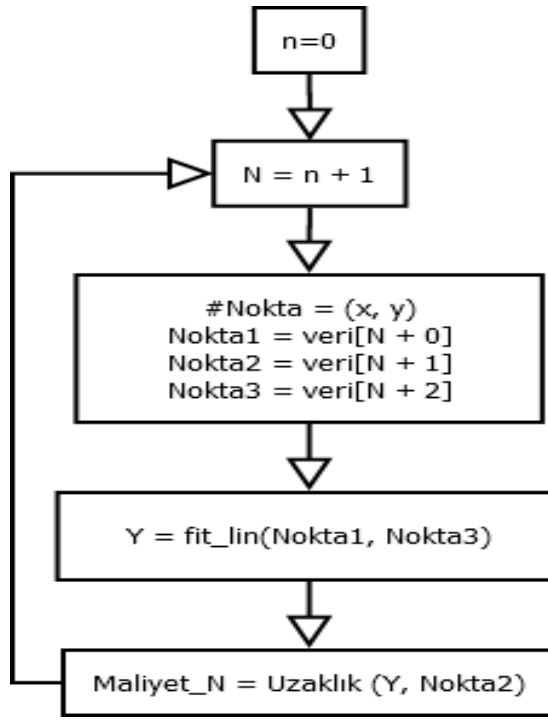 n=0
N = n + 1
#Nokta = (x, y)
Nokta1 = veri[N + 0]
Nokta2 = veri[N + 1]
Nokta3 = veri[N + 2]
Y = fit_lin(Nokta1, Nokta3)
Maliyet_N = Uzaklık (Y, Nokta2)